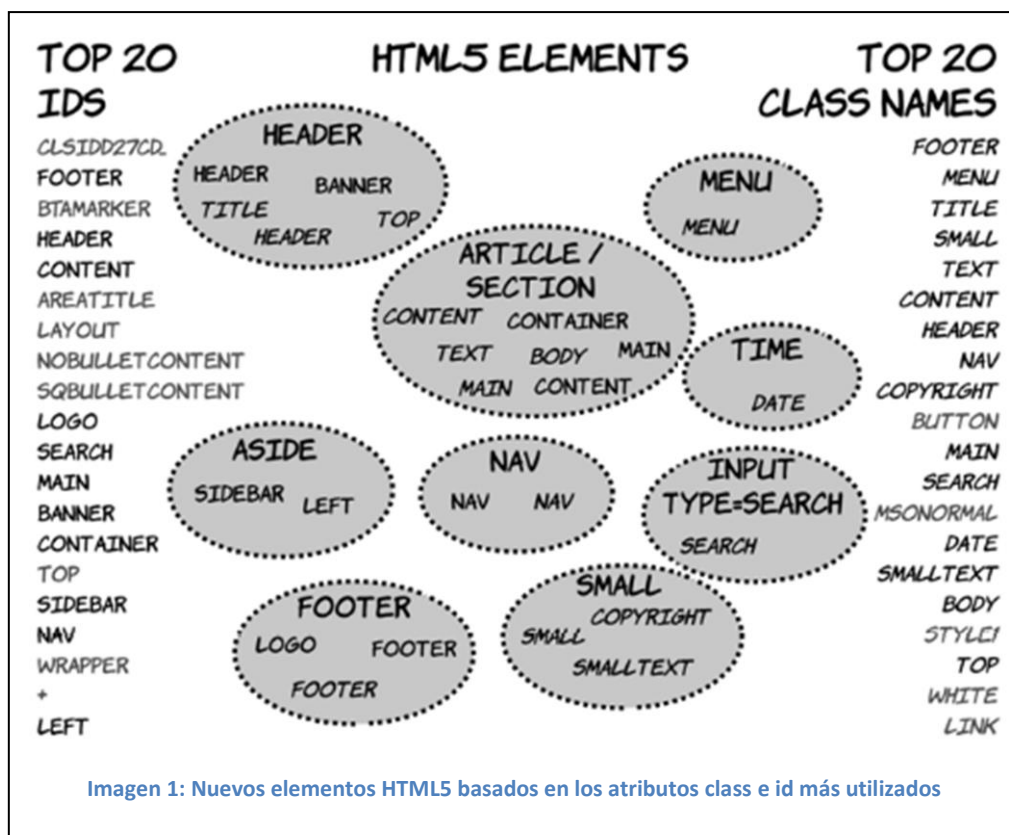 TOP 20
IDS
CLSIDD27CD_
FOOTER
BTAMARKER
HEADER
CONTENT
AREATITLE
LAYOUT
NOBULLETCONTENT
SQBULLETCONTENT
LOGO
SEARCH
MAIN
BANNER
CONTAINER
TOP
SIDEBAR
NAV
WRAPPER
+
LEFT
HTML5 ELEMENTS
HEADER
HEADER BANNER
TITLE TOP
HEADER
MENU
MENU
ARTICLE /
SECTION
CONTENT CONTAINER
TEXT BODY MAIN
MAIN CONTENT
TIME
DATE
ASIDE
SIDEBAR LEFT
NAV
NAV NAV
INPUT
TYPE=SEARCH
SEARCH
FOOTER
LOGO FOOTER
FOOTER
SMALL
COPYRIGHT
SMALL
SMALLTEXT
TOP 20
CLASS NAMES
FOOTER
MENU
TITLE
SMALL
TEXT
CONTENT
HEADER
NAV
COPYRIGHT
BUTTON
MAIN
SEARCH
MSONORMAL
DATE
SMALLTEXT
BODY
STYLE1
TOP
WHITE
LINK
Imagen 1: Nuevos elementos HTML5 basados en los atributos class e id más utilizados